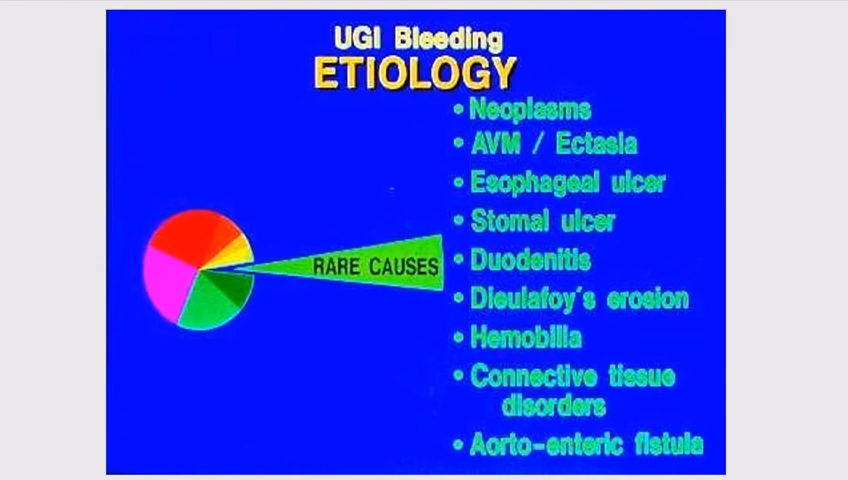 UGI Bleeding
ETIOLOGY
• Neoplasms
• AVM / Ectasia
• Esophageal ulcer
• Stomal ulcer
RARE CAUSES
• Duodenitis
• Dieulafoy's erosion
• Hemobilia
• Connective tissue
disorders
• Aorto-enteric fistula